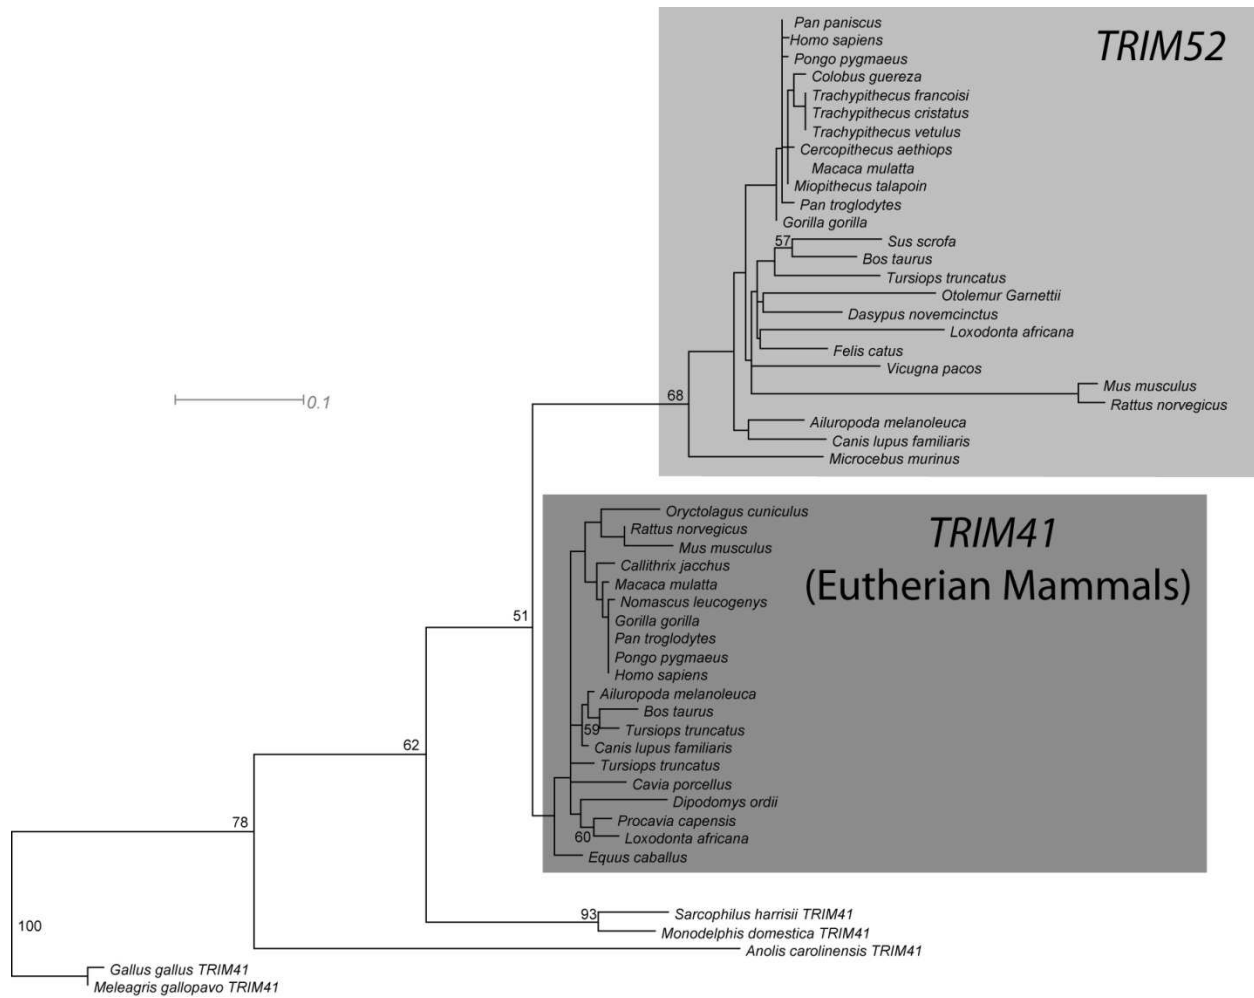 Pan paniscus
TRIM52
Homo sapiens
Pongo pygmaeus
Colobus guereza
Trachypithecus francoisi
Trachypithecus cristatus
Trachypithecus vetulus
Cercopithecus aethiops
Macaca mulatta
Miopithecus talapoin
Pan troglodytes
Gorilla gorilla
57
Sus scrofa
Bos taurus
Tursiops truncatus
Otolemur Garnettii
Dasypus novemcinctus
Loxodonta africana
Felis catus
Vicugna pacos
Mus musculus
68
0.1
Rattus norvegicus
Ailuropoda melanoleuca
Canis lupus familiaris
Microcebus murinus
Oryctolagus cuniculus
TRIM41
(Eutherian Mammals)
Rattus norvegicus
Mus musculus
Callithrix jacchus
Macaca mulatta
Nomascus leucogenys
51
Gorilla gorilla
Pan troglodytes
Pongo pygmaeus
Homo sapiens
Ailuropoda melanoleuca
Bos taurus
59
Tursiops truncatus
62
Canis lupus familiaris
Tursiops truncatus
Cavia porcellus
Dipodomys ordii
78
Procavia capensis
60
Loxodonta africana
Equus caballus
93
Sarcophilus harrisii TRIM41
100
Monodelphis domestica TRIM41
Anolis carolinensis TRIM41
Gallus gallus TRIM41
Meleagris gallopavo TRIM41